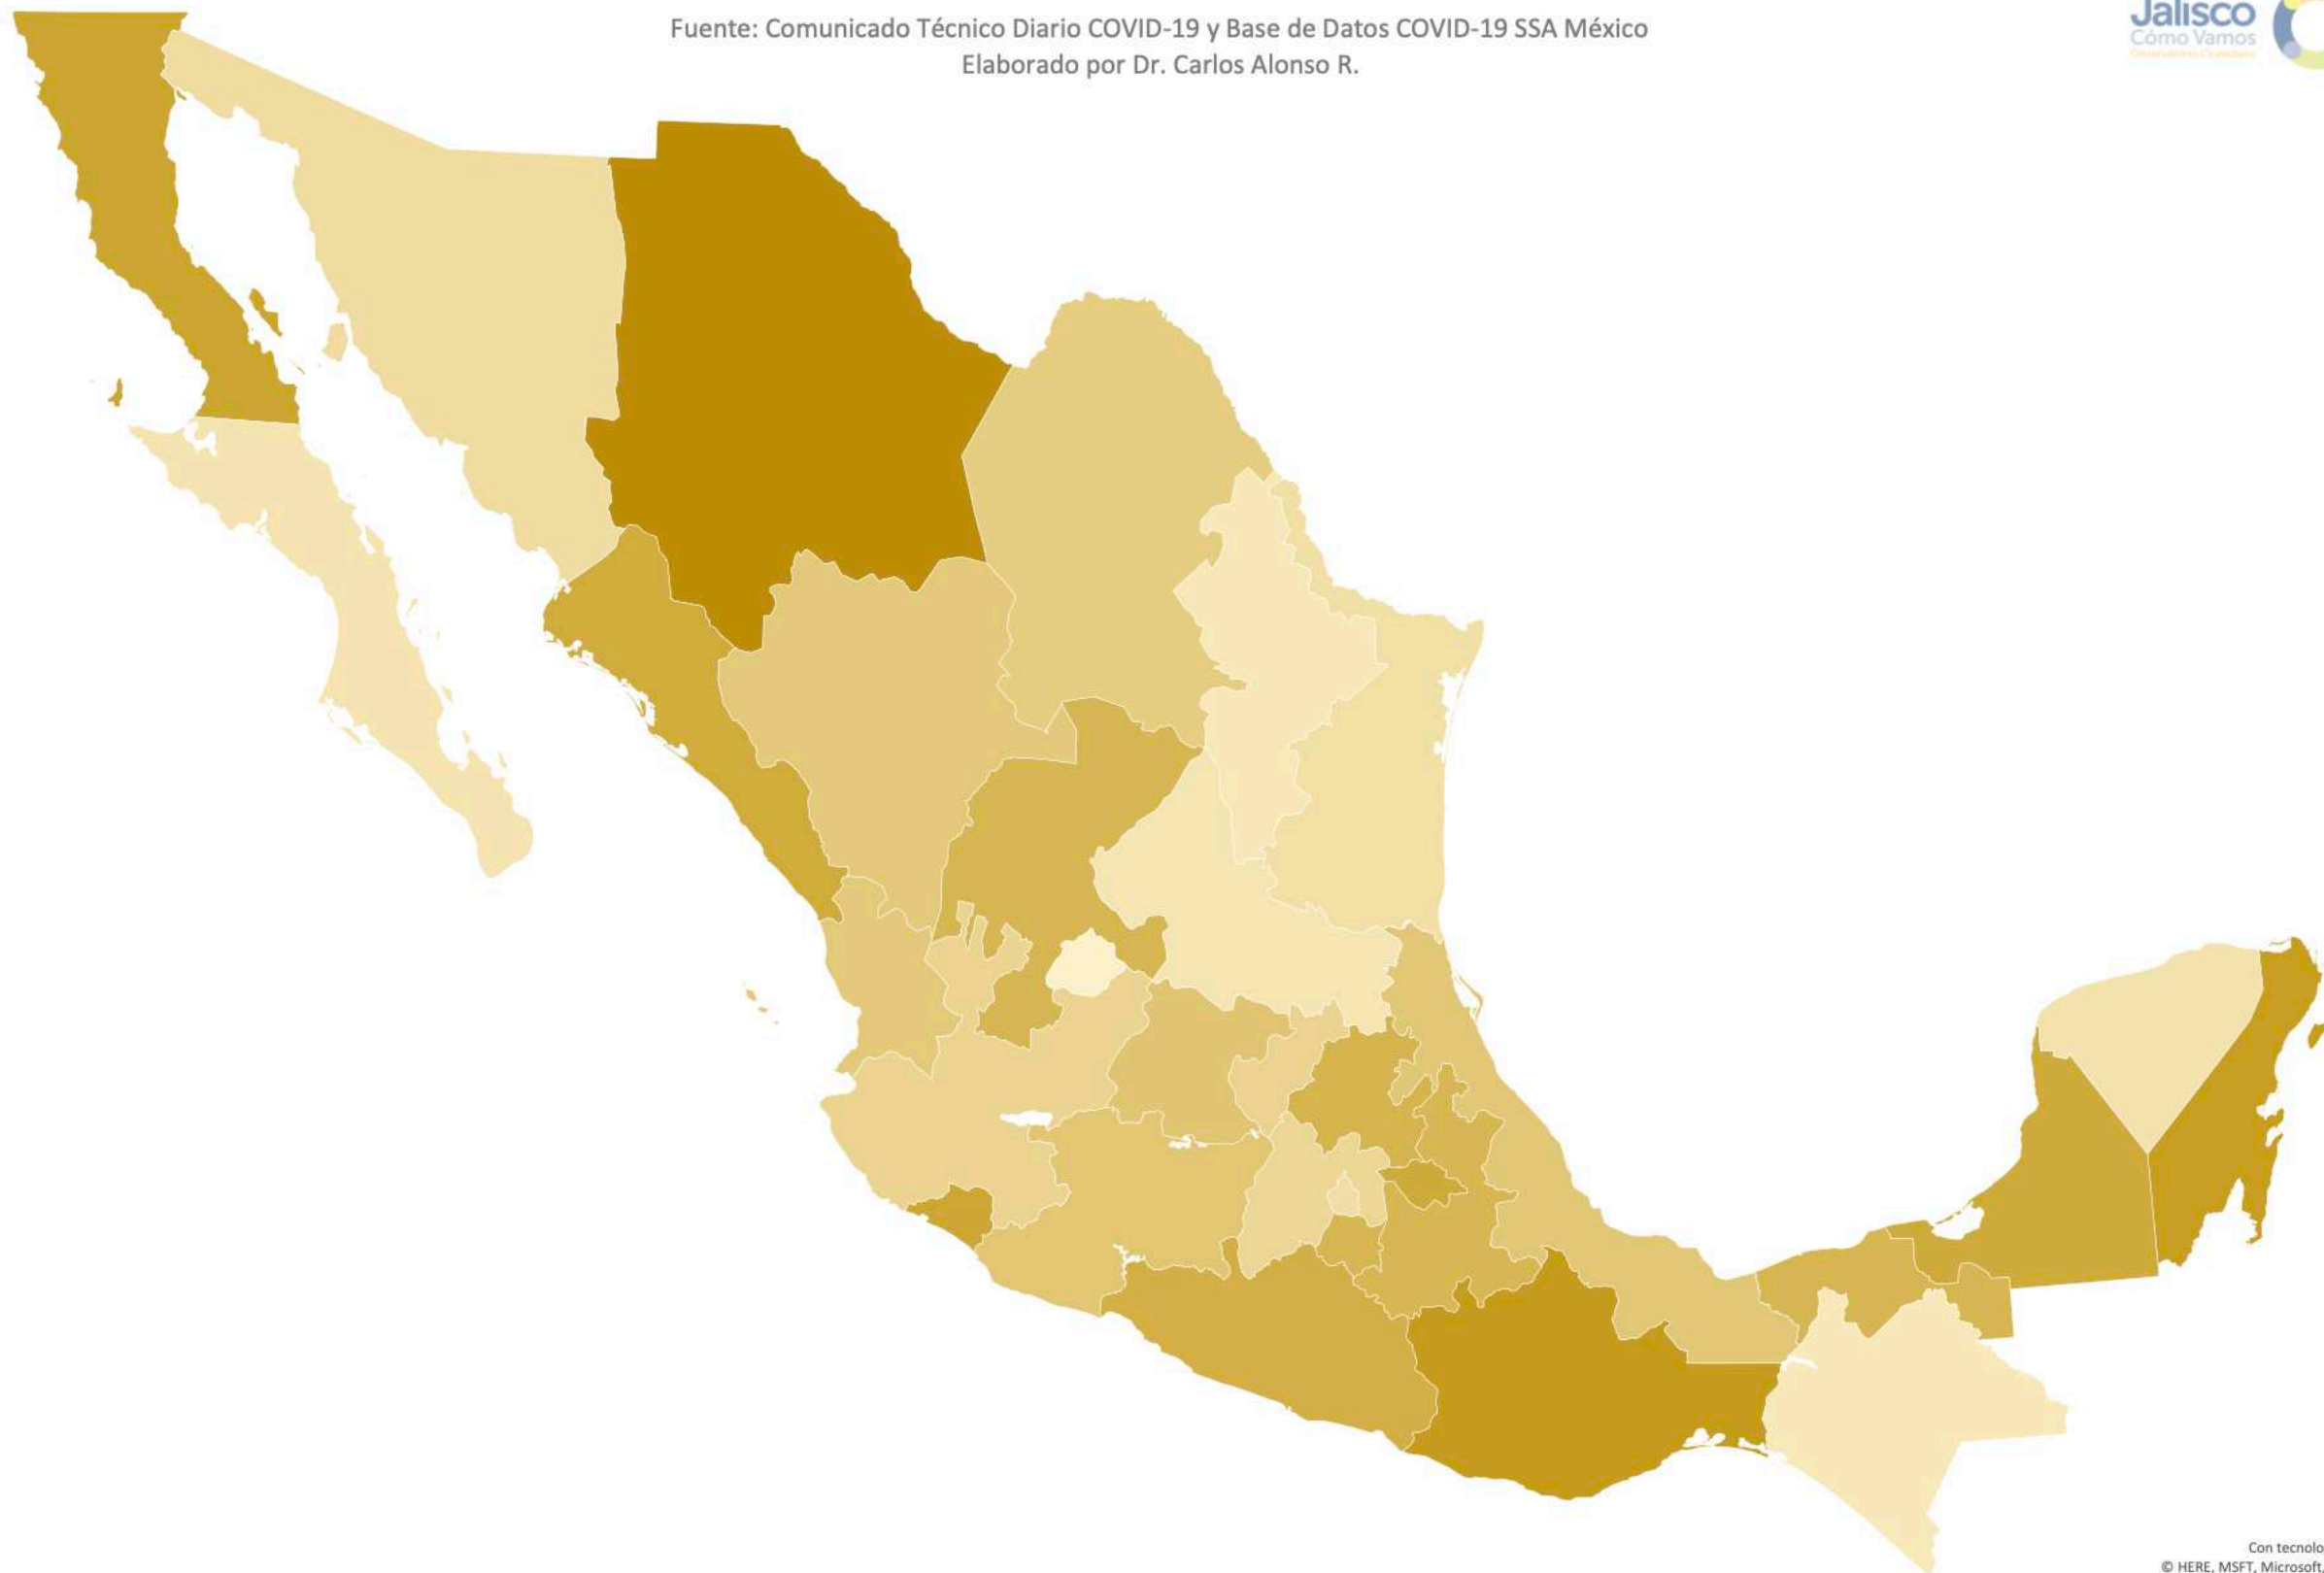 Fuente: Comunicado Técnico Diario COVID-19 y Base de Datos COVID-19 SSA México
Elaborado por Dr. Carlos Alonso R.
Jalisco
Cómo Vamos
Con tecnolo
© HERE, MSFT, Microsoft,